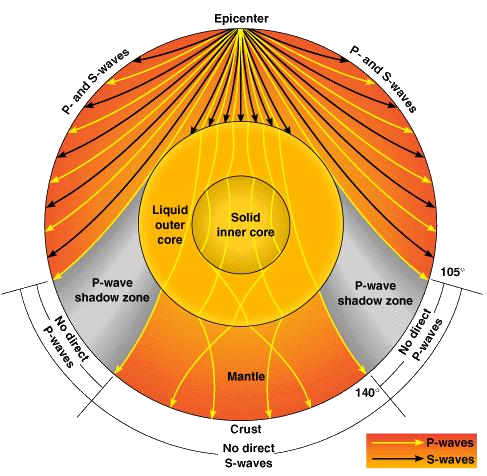 Epicenter
P- and S-waves
P- and S-waves
Liquid
outer
core
Solid
inner core
P-wave
shadow zone
P-wave
shadow zone
105°
No direct
P-waves
No direct
P-waves
Mantle
140°
Crust
No direct
S-waves
P-waves
S-waves